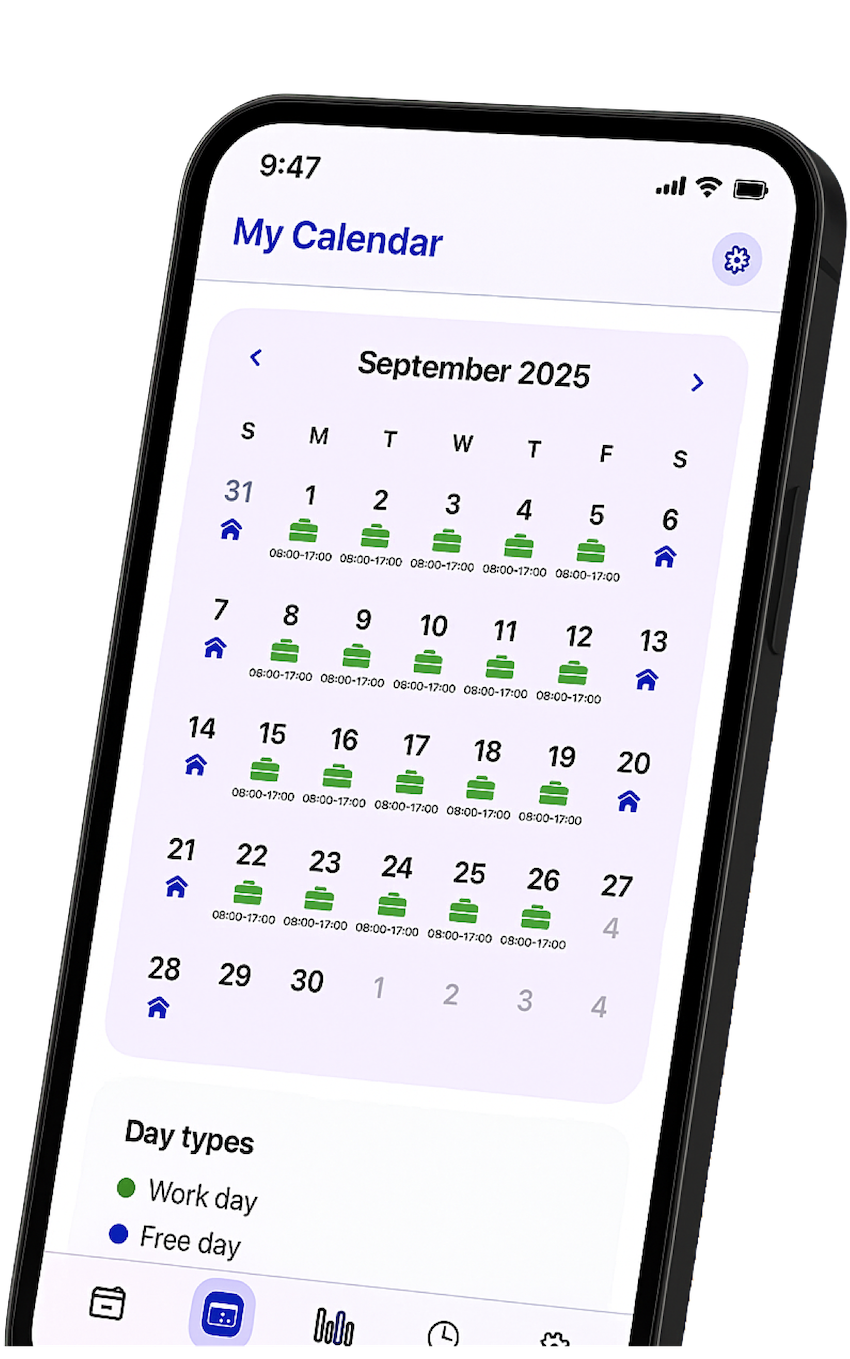 9:47
My Calendar
September 2025
S M T W T F S
31 1 2 3 4 5 6
08:00-17:00 08:00-17:00 08:00-17:00 08:00-17:00 08:00-17:00
7 8 9 10 11 12 13
08:00-17:00 08:00-17:00 08:00-17:00 08:00-17:00 08:00-17:00
14 15 16 17 18 19 20
08:00-17:00 08:00-17:00 08:00-17:00 08:00-17:00 08:00-17:00
21 22 23 24 25 26 27
08:00-17:00 08:00-17:00 08:00-17:00 08:00-17:00 08:00-17:00 4
28 29 30 1 2 3 4
Day types
Work day
Free day